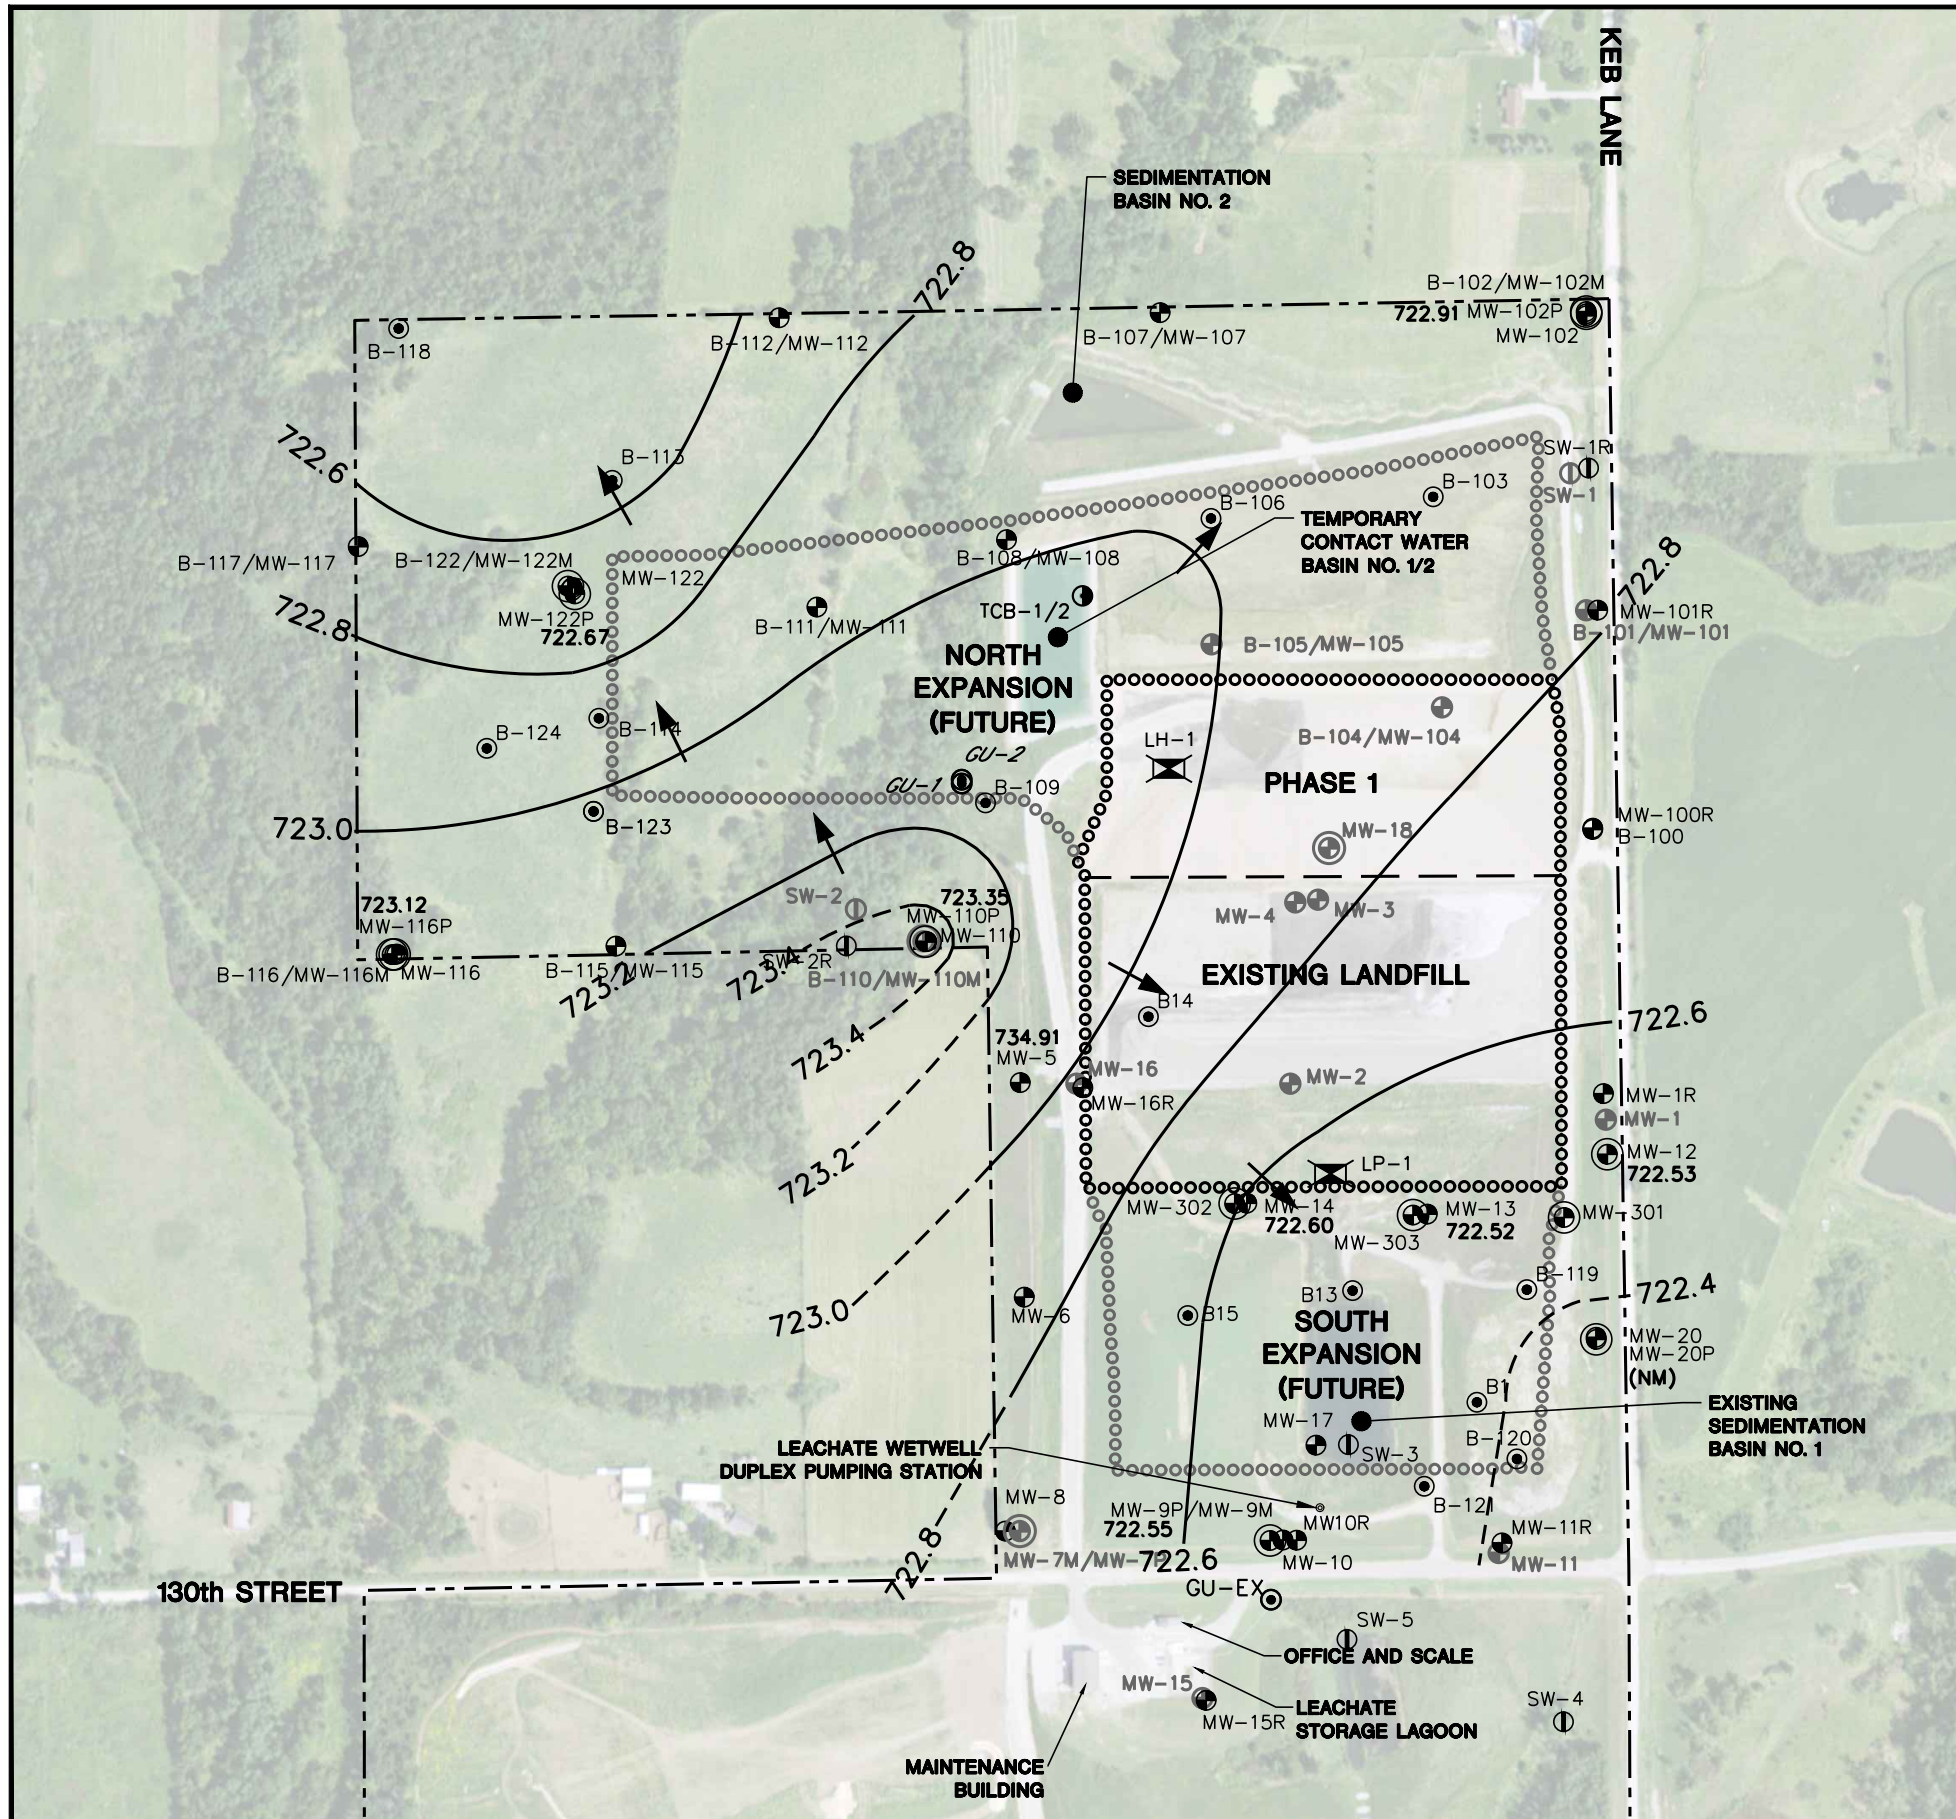 KEB LANE
SEDIMENTATION
BASIN NO. 2
722.8
B-102/MW-102M
722.91 MW-102P
MW-102
B-118
B-112/MW-112
B-107/MW-107
722.6
B-113
SW-1R
SW-1
B-103
B-106
TEMPORARY
CONTACT WATER
BASIN NO. 1/2
B-117/MW-117
B-122/MW-122M
MW-122
MW-122P
722.67
B-108/MW-108
TCB-1/2
B-111/MW-111
722.8
722.8
MW-101R
B-101/MW-101
B-105/MW-105
NORTH
EXPANSION
(FUTURE)
B-124
B-114
B-104/MW-104
LH-1
GU-2
GU-1
B-109
PHASE 1
723.0
B-123
MW-100R
B-100
MW-18
SW-2
723.12
MW-116P
723.35
MW-110P
MW-110
MW-4
MW-3
B-116/MW-116M
MW-116
B-115/MW-115
SW-2R
B-110/MW-110M
EXISTING LANDFILL
723.2
723.4
B14
722.6
723.4
734.91
MW-5
MW-16
MW-16R
MW-2
MW-1R
MW-1
MW-12
722.53
723.2
LP-1
MW-302
MW-14
722.60
MW-13
722.52
MW-303
MW-301
723.0
MW-6
B15
B13
B-119
722.4
SOUTH
EXPANSION
(FUTURE)
MW-20
MW-20P
(NM)
B1
EXISTING
SEDIMENTATION
BASIN NO. 1
MW-17
SW-3
B-120
LEACHATE WETWELL
DUPLEX PUMPING STATION
B-121
MW-8
MW-9P/MW-9M
722.55
MW10R
MW-10
MW-11R
MW-11
MW-7M/MW-7P
722.6
722.8
130th STREET
GU-EX
SW-5
OFFICE AND SCALE
MW-15
MW-15R
LEACHATE
STORAGE LAGOON
SW-4
MAINTENANCE
BUILDING